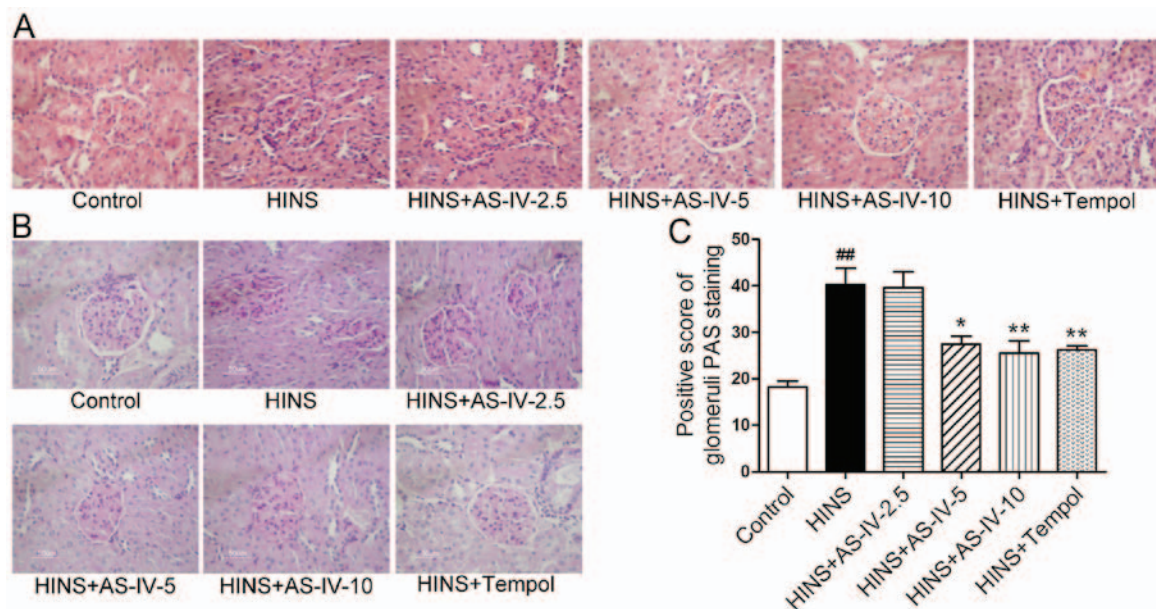 A
Control HINS HINS+AS-IV-2.5 HINS+AS-IV-5 HINS+AS-IV-10 HINS+Tempol
B
Control HINS HINS+AS-IV-2.5
HINS+AS-IV-5 HINS+AS-IV-10 HINS+Tempol
C
Positive score of
glomeruli PAS staining
50
40
30
20
10
0
##
*
**
**
Control
HINS
HINS+AS-IV-2.5
HINS+AS-IV-5
HINS+AS-IV-10
HINS+Tempol